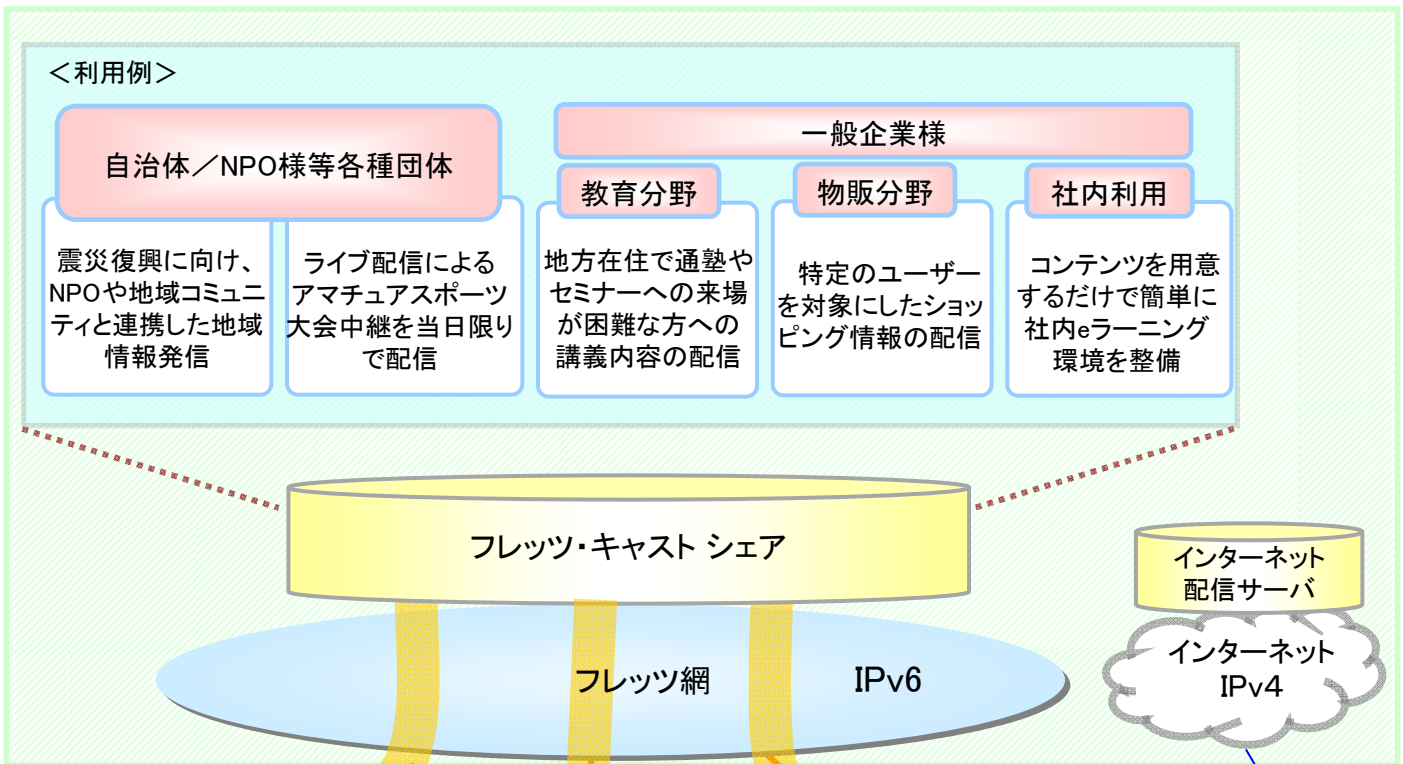 ＜利用例＞
自治体／NPO様等各種団体
震災復興に向け、
NPOや地域コミュニ
ティと連携した地域
情報発信
ライブ配信による
アマチュアスポーツ
大会中継を当日限り
で配信
一般企業様
教育分野
地方在住で通塾や
セミナーへの来場
が困難な方への
講義内容の配信
物販分野
特定のユーザー
を対象にしたショッ
ピング情報の配信
社内利用
コンテンツを用意
するだけで簡単に
社内eラーニング
環境を整備
フレッツ・キャスト シェア
フレッツ網 IPv6
インターネット
配信サーバ
インターネット
IPv4